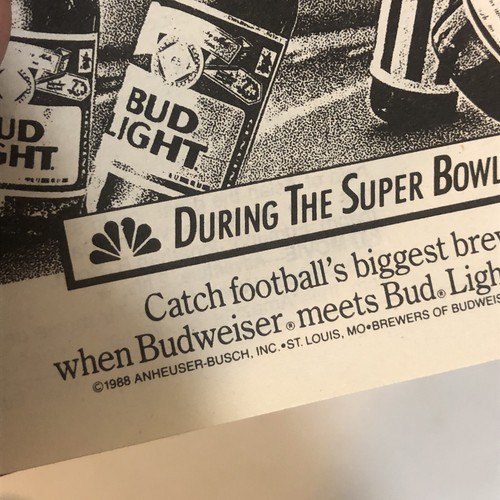 UD
GHT
BUD
LIGHT
DURING THE SUPER BOWL
Catch football's biggest brew
when Budweiser® meets Bud® Ligh
©1988 ANHEUSER-BUSCH, INC.•ST. LOUIS, MO•BREWERS OF BUDWEIS